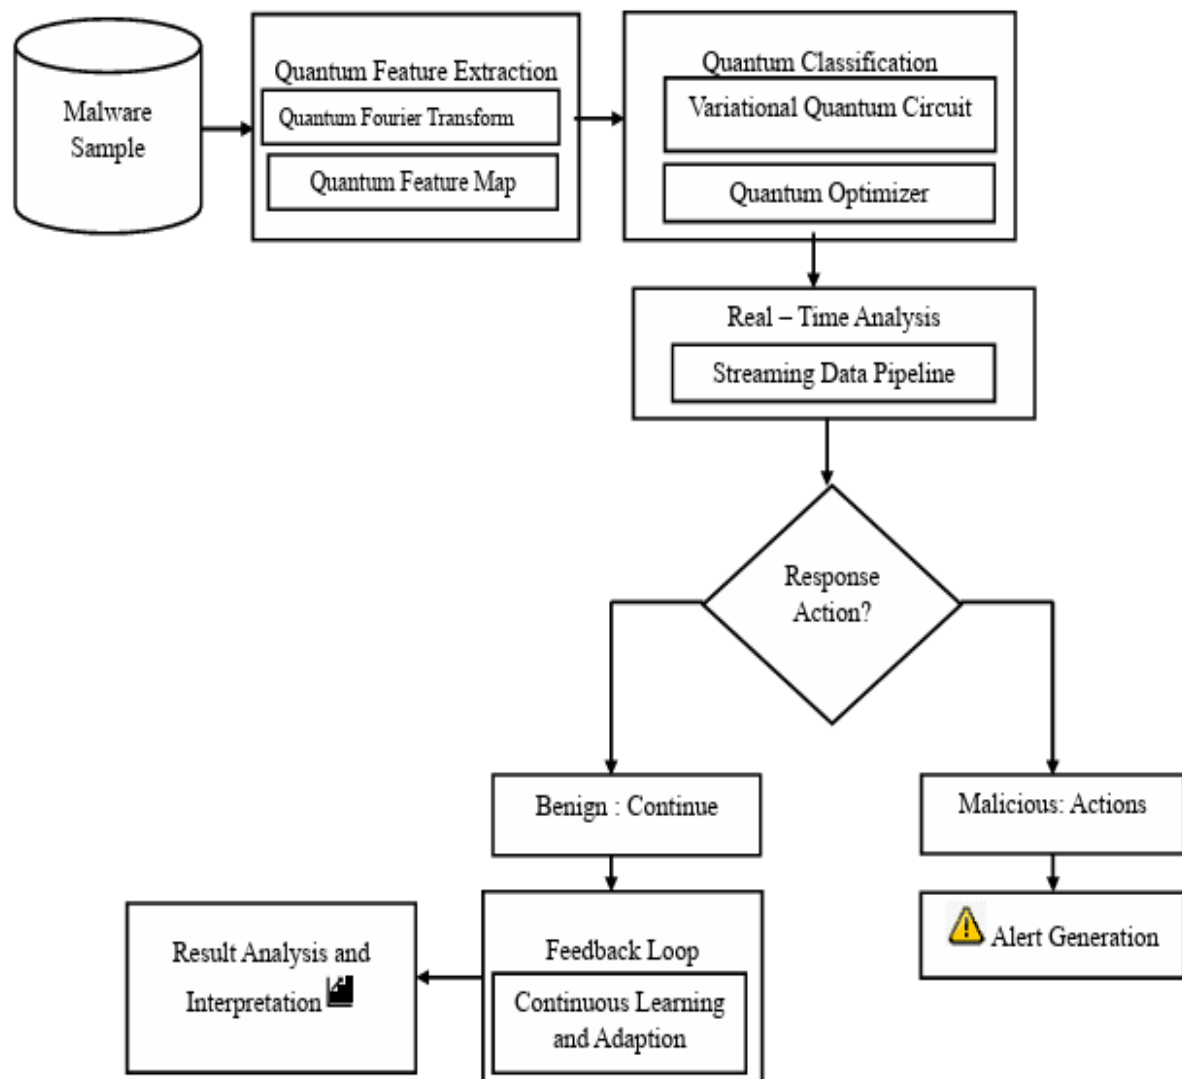 Malware
Sample
Quantum Feature Extraction
Quantum Fourier Transform
Quantum Feature Map
Quantum Classification
Variational Quantum Circuit
Quantum Optimizer
Real – Time Analysis
Streaming Data Pipeline
Response
Action?
Benign : Continue
Malicious: Actions
Result Analysis and
Interpretation
Feedback Loop
Continuous Learning
and Adaption
Alert Generation